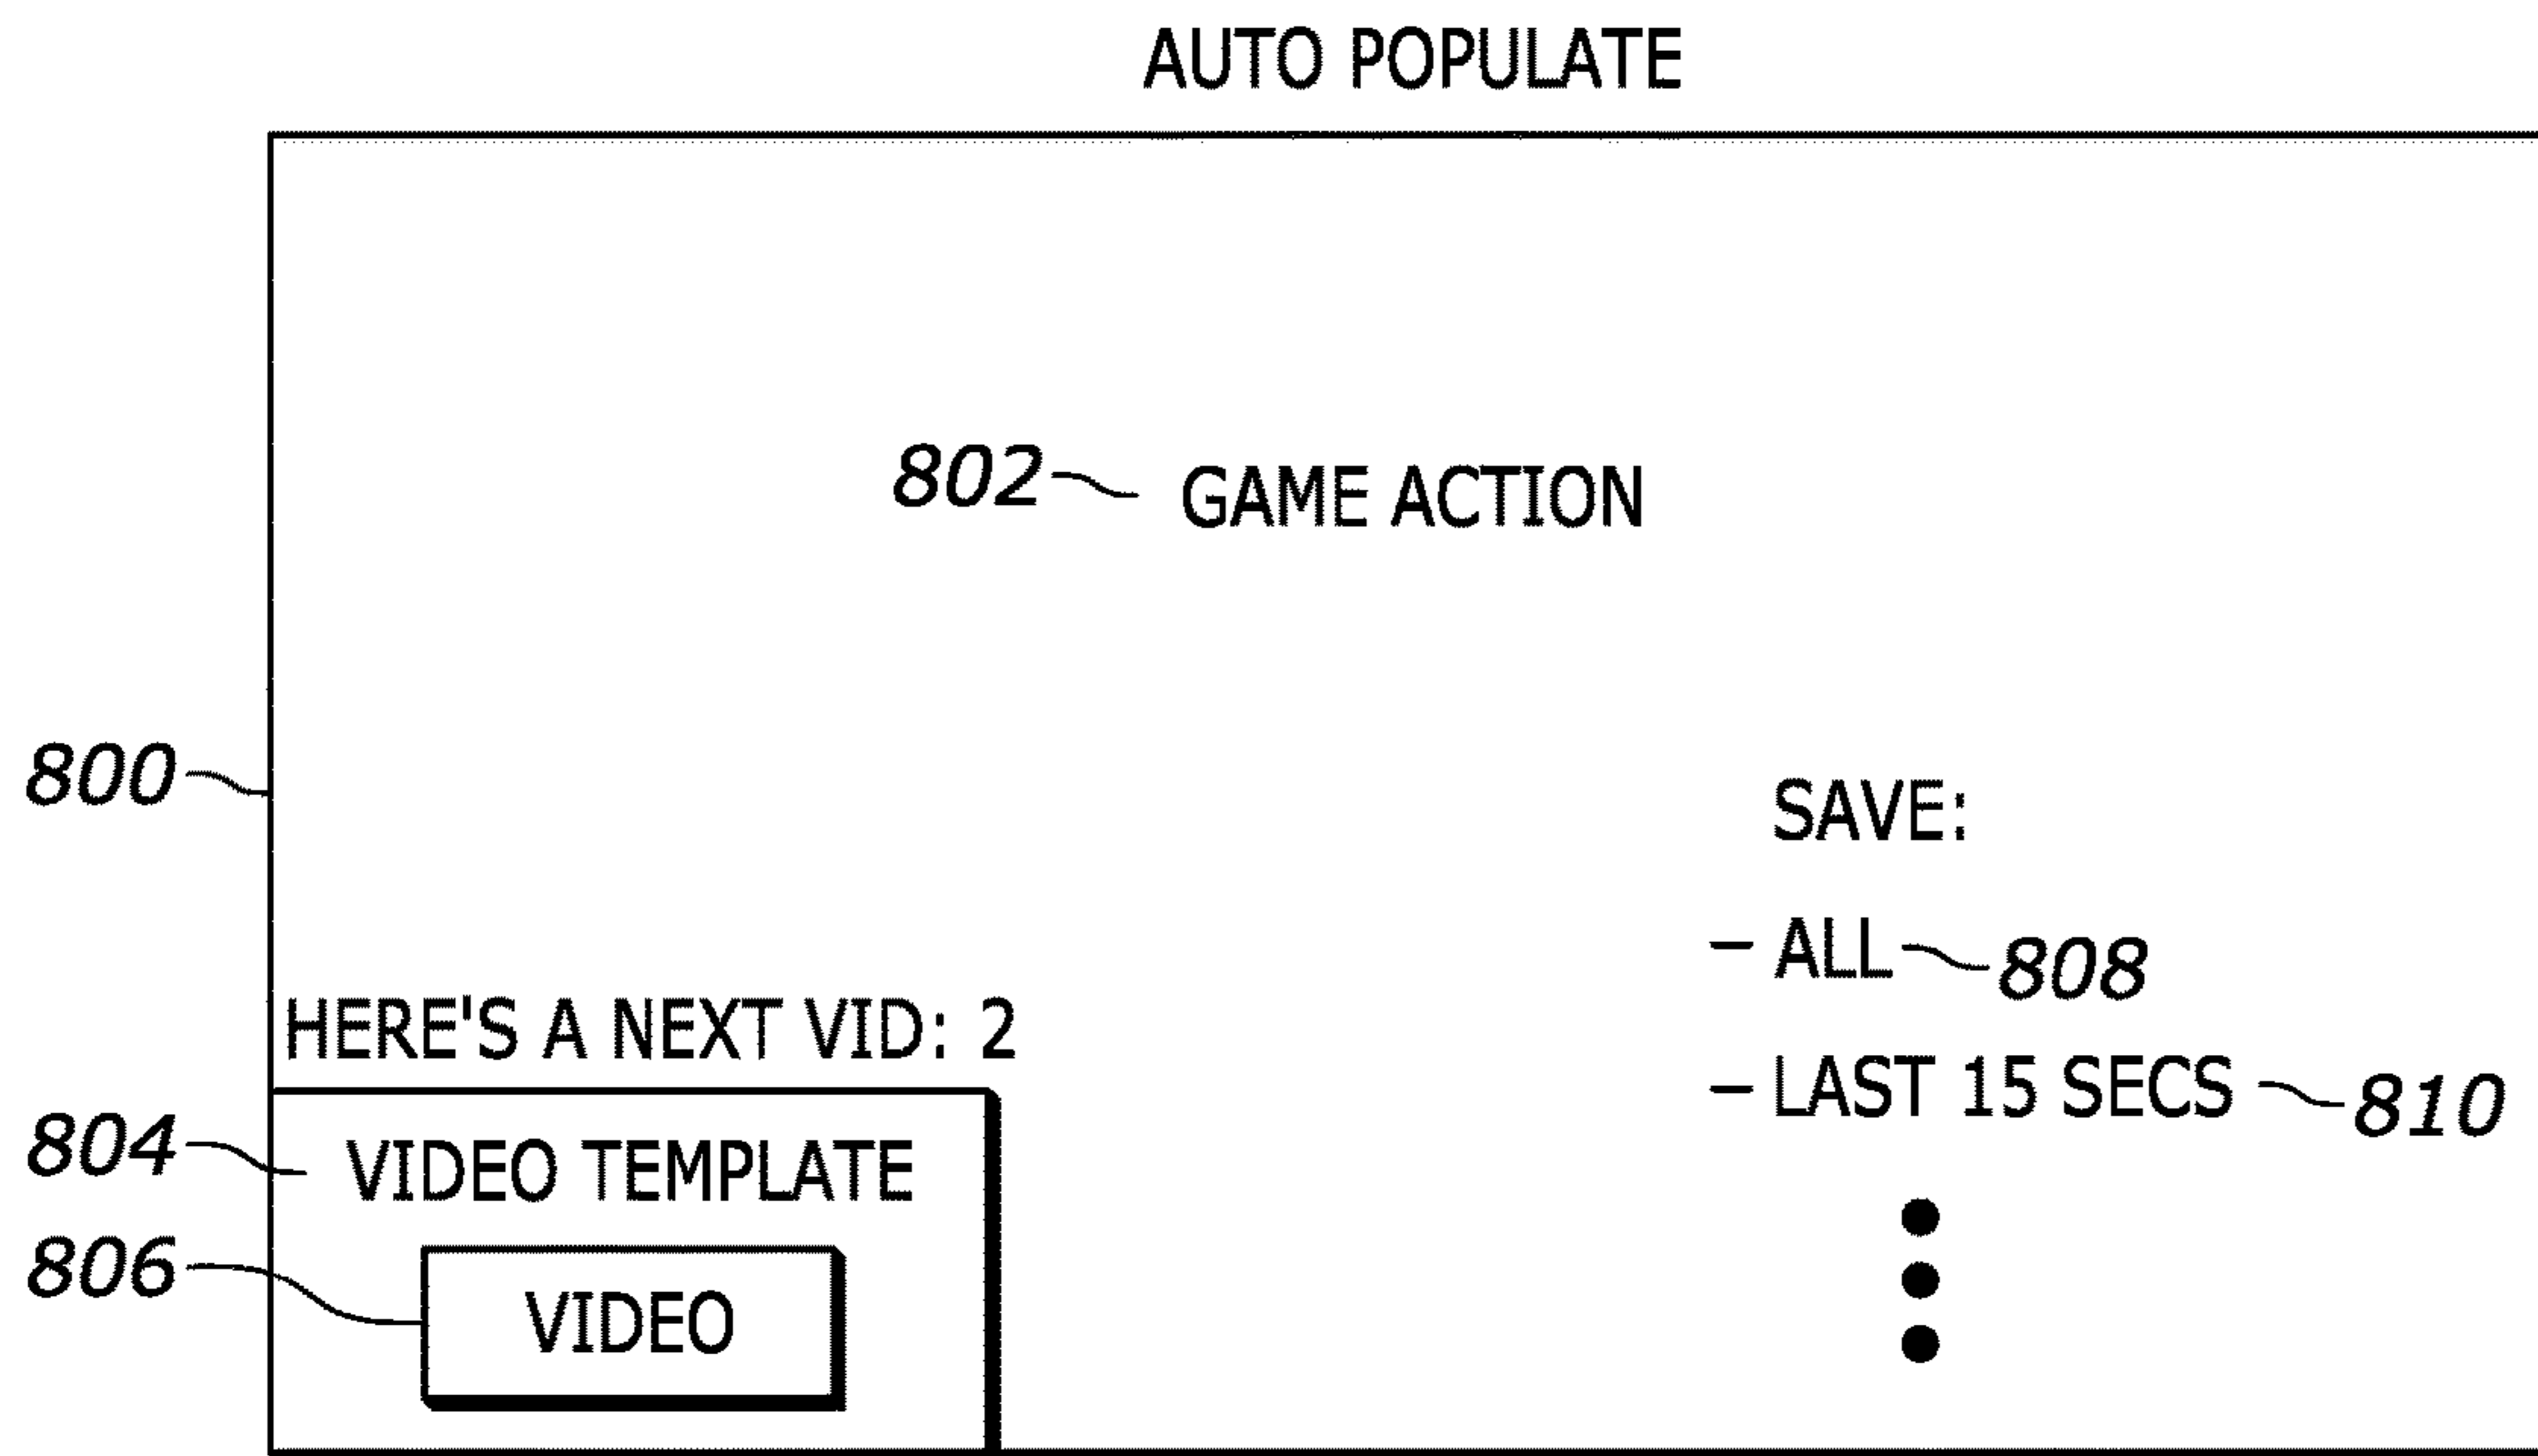 AUTO POPULATE
802 GAME ACTION
800
SAVE:
– ALL 808
HERE'S A NEXT VID: 2
– LAST 15 SECS 810
804 VIDEO TEMPLATE
806 VIDEO